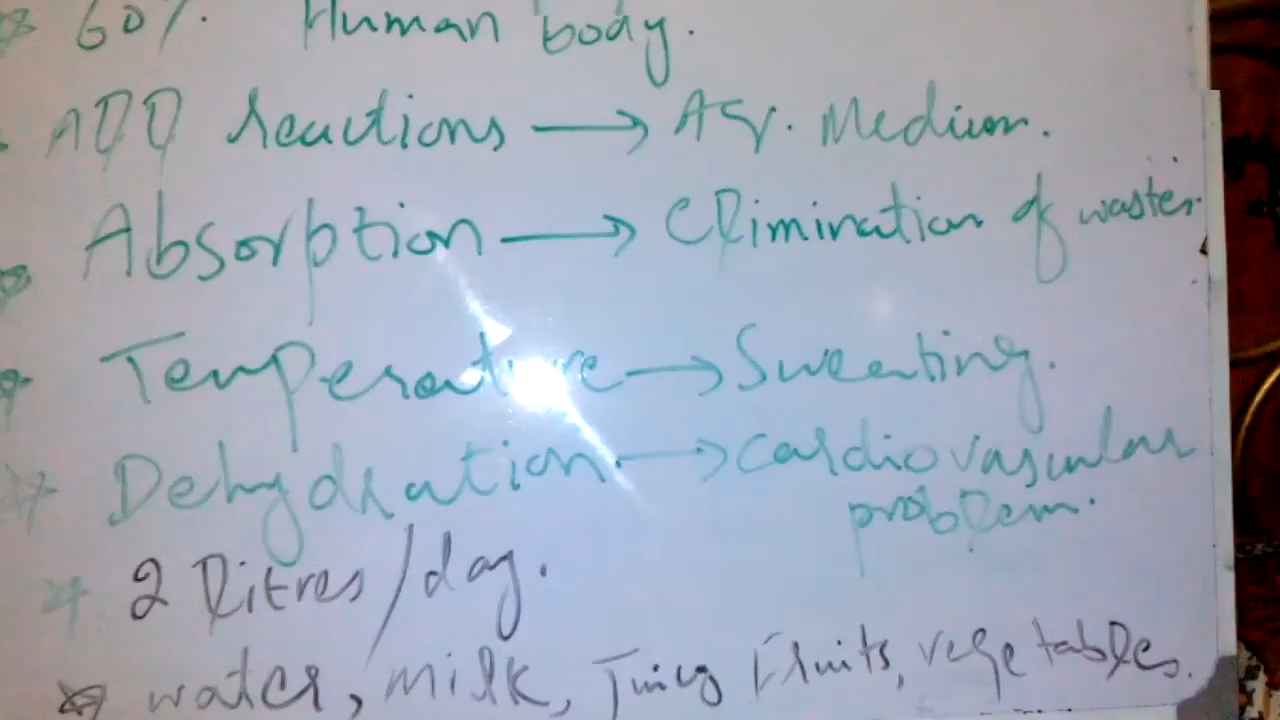 60%. Human body.
All reactions → Aq. Medium.
Absorption → Elimination of wastes.
Temperature → Sweating.
Dehydration → Cardiovascular
problem.
2 litres/day.
water, milk, Juicy Fruits, vegetables.